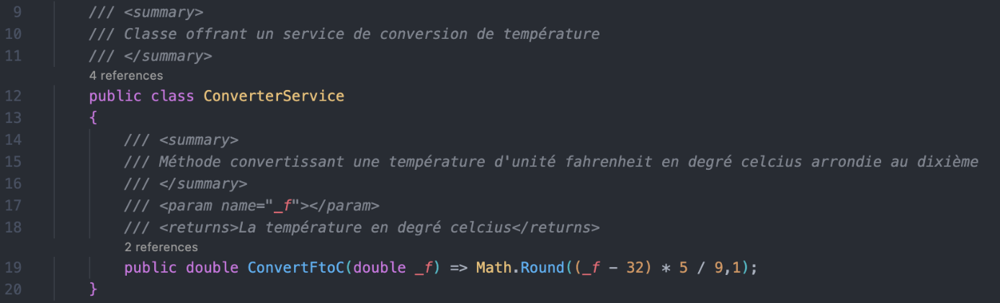 9 /// <summary>
10 /// Classe offrant un service de conversion de température
11 /// </summary>
4 references
12 public class ConverterService
13 {
14 /// <summary>
15 /// Méthode convertissant une température d'unité fahrenheit en degré celcius arrondie au dixième
16 /// </summary>
17 /// <param name="_f"></param>
18 /// <returns>La température en degré celcius</returns>
2 references
19 public double ConvertFtoC(double _f) => Math.Round((_f - 32) * 5 / 9,1);
20 }